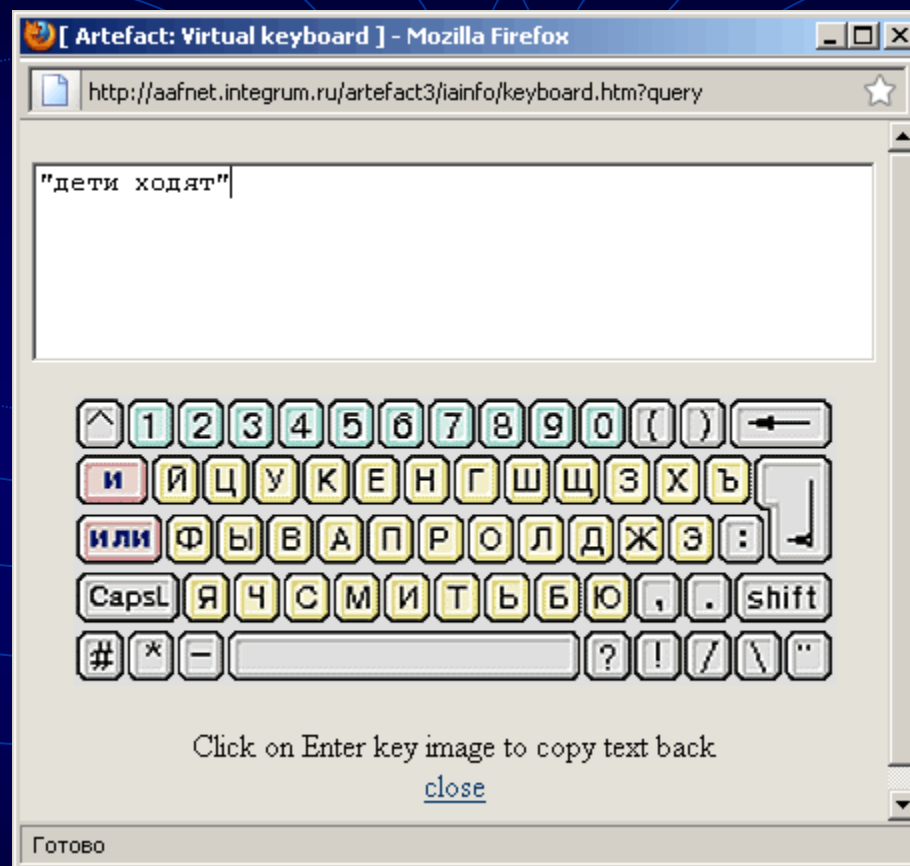 [ Artefact: Virtual keyboard ] - Mozilla Firefox
http://aafnet.integrum.ru/artefact3/iainfo/keyboard.htm?query
"дети ходят"
^ 1 2 3 4 5 6 7 8 9 0 ( )
и Й Ц У К Е Н Г Ш Щ З Х Ъ
или Ф Ы В А П Р О Л Д Ж Э :
CapsL Я Ч С М И Т Ь Б Ю , . shift
# * – ? ! / \ "
Click on Enter key image to copy text back
close
Готово